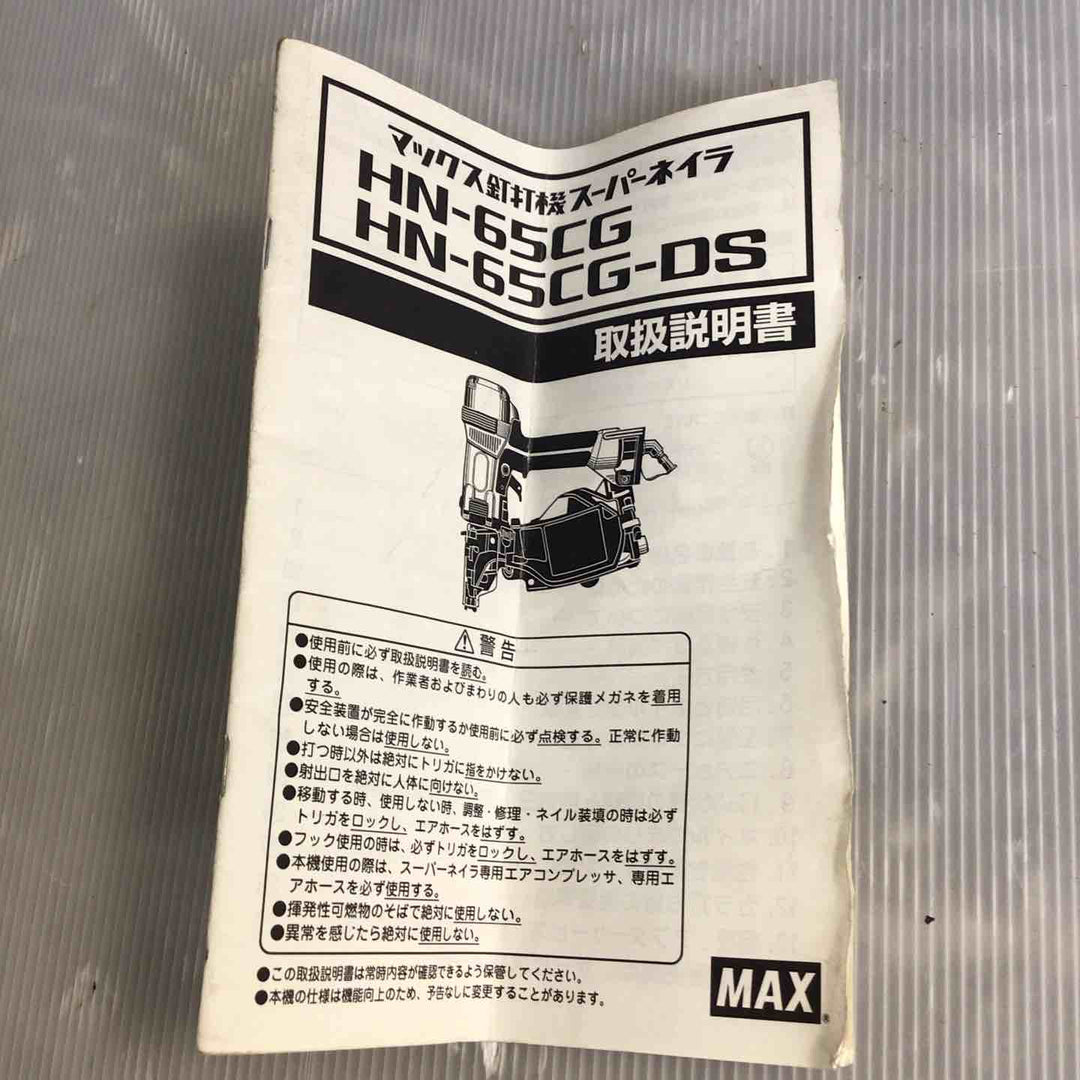 マックス釘打機スーパーネイラ
HN-65CG
HN-65CG-DS
取扱説明書
警告
●使用前に必ず取扱説明書を読む。
●使用の際は、作業者およびまわりの人も必ず保護メガネを着用
する。
●安全装置が完全に作動するか使用前に必ず点検する。正常に作動
しない場合は使用しない。
●打つ時以外は絶対にトリガに指をかけない。
●射出口を絶対に人体に向けない。
●移動する時、使用しない時、調整・修理・ネイル装填の時は必ず
トリガをロックし、エアホースをはずす。
●フック使用の時は、必ずトリガをロックし、エアホースをはずす。
●本機使用の際は、スーパーネイラ専用エアコンプレッサ、専用エ
アホースを必ず使用する。
●揮発性可燃物のそばで絶対に使用しない。
●異常を感じたら絶対に使用しない。
●この取扱説明書は常時内容が確認できるよう保管してください。
●本機の仕様は機能向上のため、予告なしに変更することがあります。
MAX®